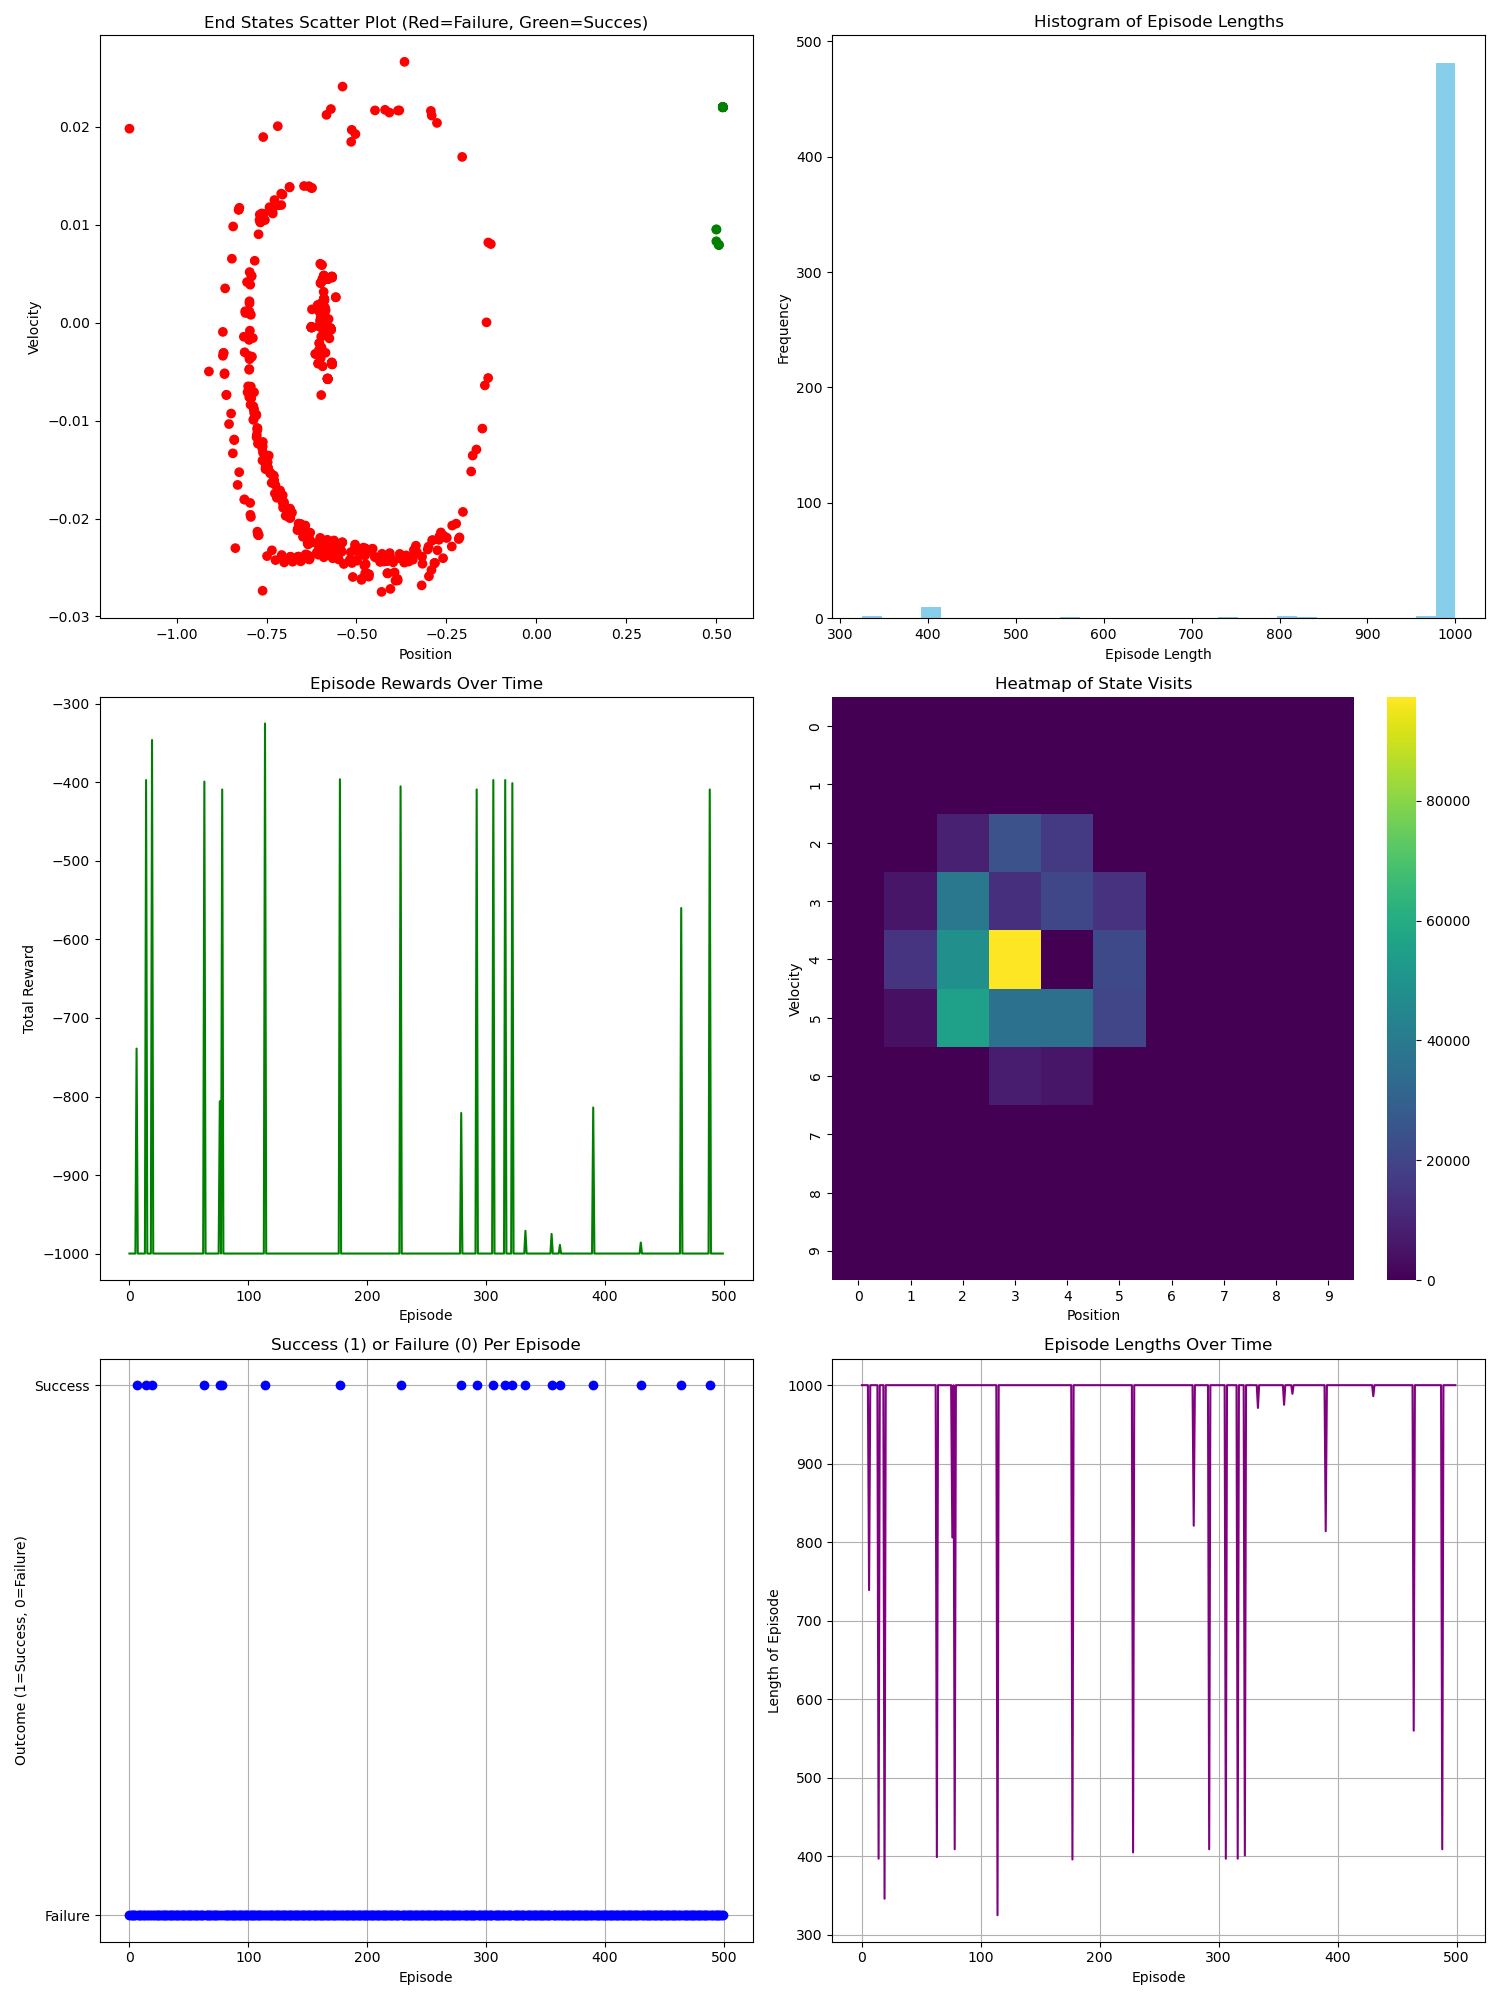 End States Scatter Plot (Red=Failure, Green=Succes)
Velocity
0.02
0.01
0.00
−0.01
−0.02
−0.03
−1.00 −0.75 −0.50 −0.25 0.00 0.25 0.50
Position
Histogram of Episode Lengths
Frequency
500
400
300
200
100
0
300 400 500 600 700 800 900 1000
Episode Length
Episode Rewards Over Time
Total Reward
−300
−400
−500
−600
−700
−800
−900
−1000
0 100 200 300 400 500
Episode
Heatmap of State Visits
Velocity
0
1
2
3
4
5
6
7
8
9
0 1 2 3 4 5 6 7 8 9
Position
80000
60000
40000
20000
0
Success (1) or Failure (0) Per Episode
Outcome (1=Success, 0=Failure)
Success
Failure
0 100 200 300 400 500
Episode
Episode Lengths Over Time
Length of Episode
1000
900
800
700
600
500
400
300
0 100 200 300 400 500
Episode